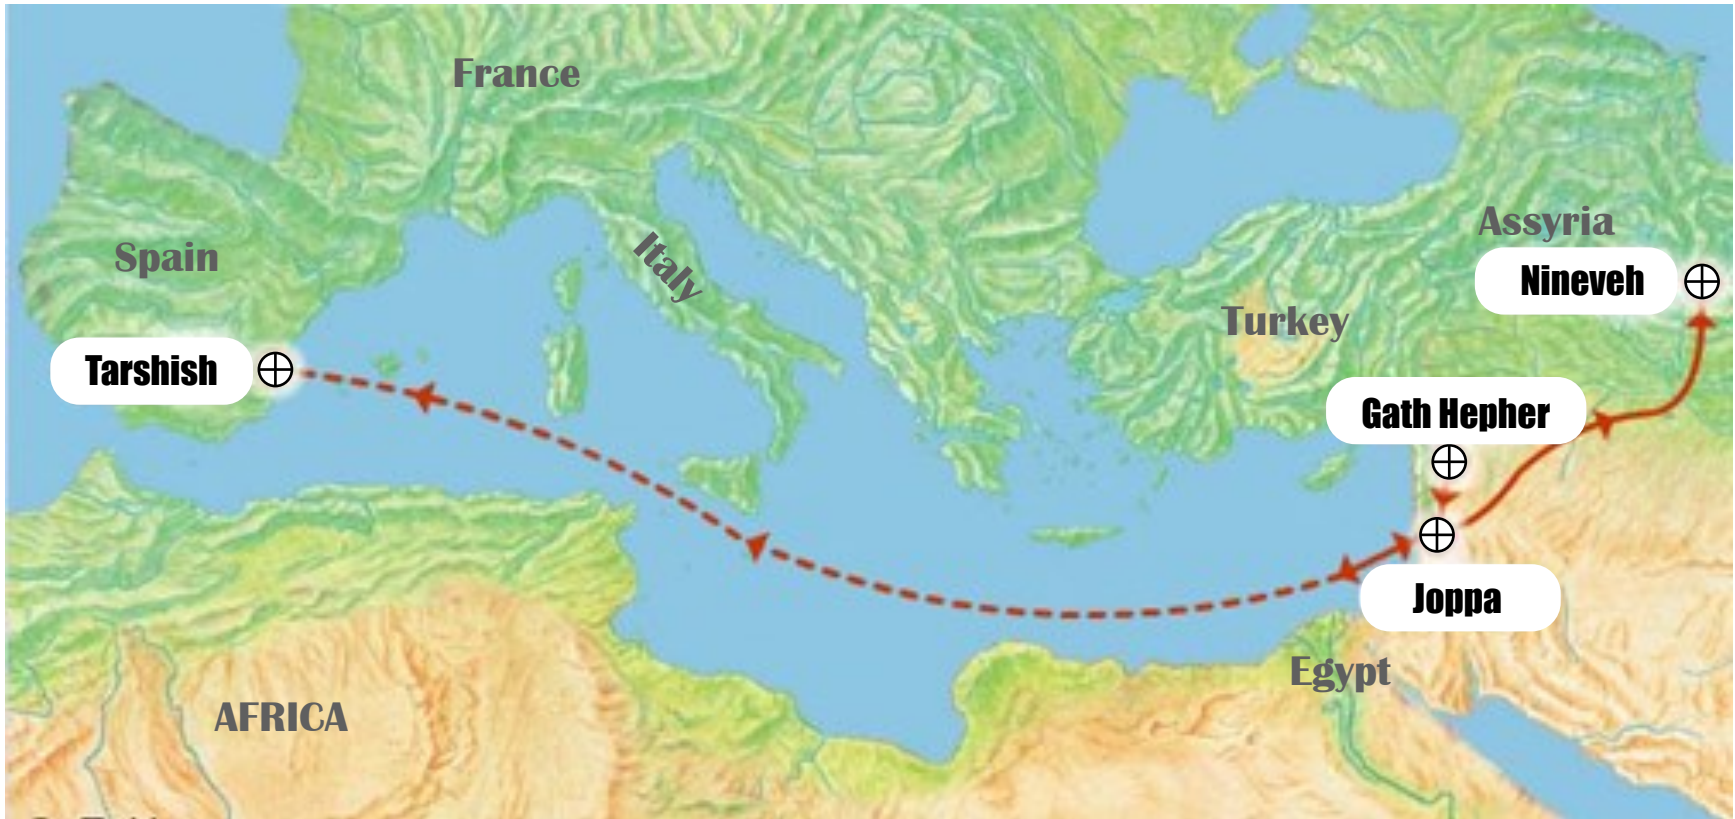 France
Assyria
Spain
Italy
Nineveh
Turkey
Tarshish
Gath Hepher
Joppa
Egypt
AFRICA